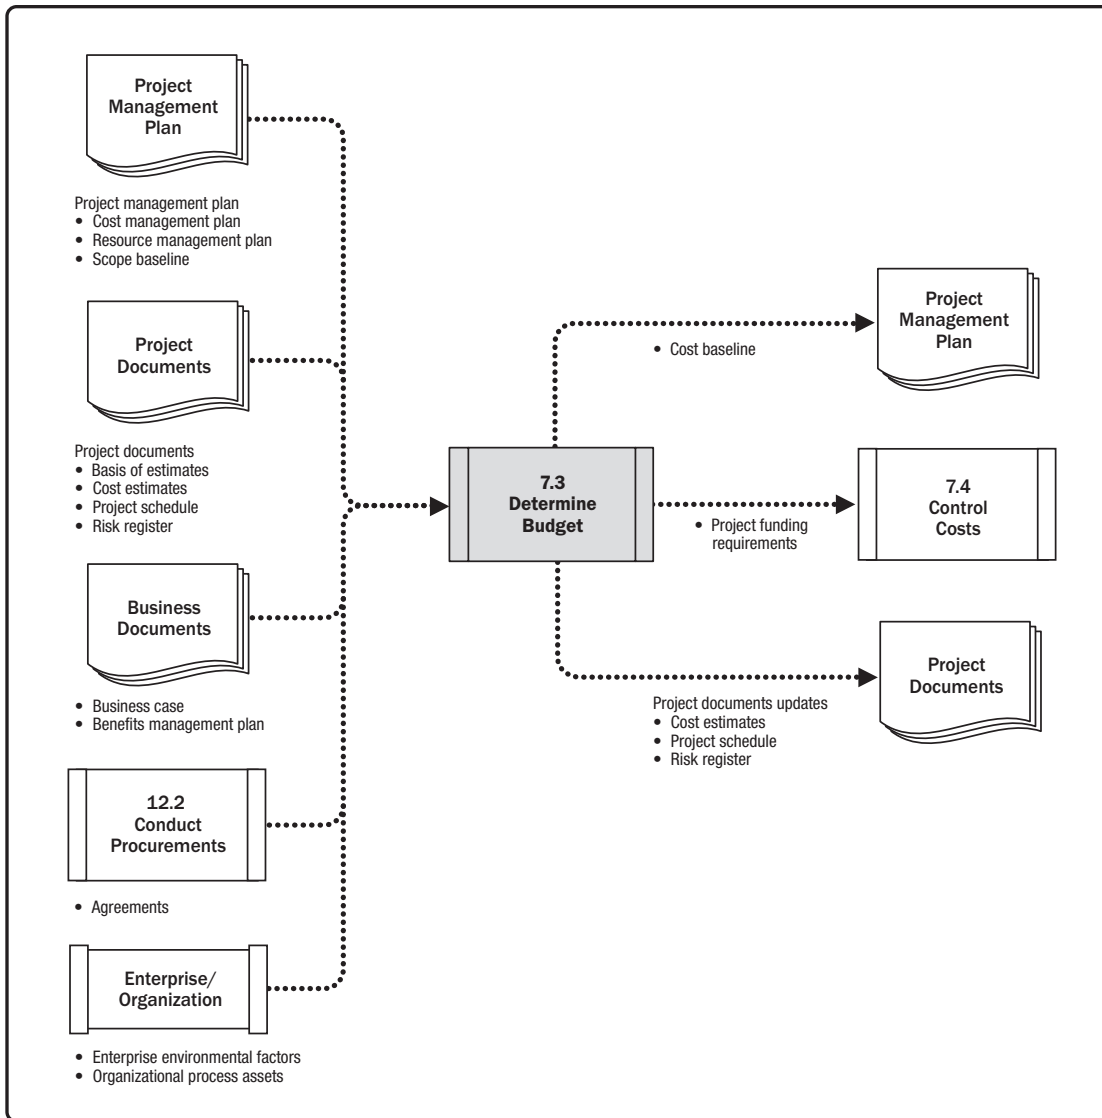 Project
Management
Plan
Project management plan
• Cost management plan
• Resource management plan
• Scope baseline
Project
Documents
Project documents
• Basis of estimates
• Cost estimates
• Project schedule
• Risk register
Business
Documents
• Business case
• Benefits management plan
12.2
Conduct
Procurements
• Agreements
Enterprise/
Organization
• Enterprise environmental factors
• Organizational process assets
7.3
Determine
Budget
• Cost baseline
Project
Management
Plan
• Project funding
requirements
7.4
Control
Costs
Project documents updates
• Cost estimates
• Project schedule
• Risk register
Project
Documents